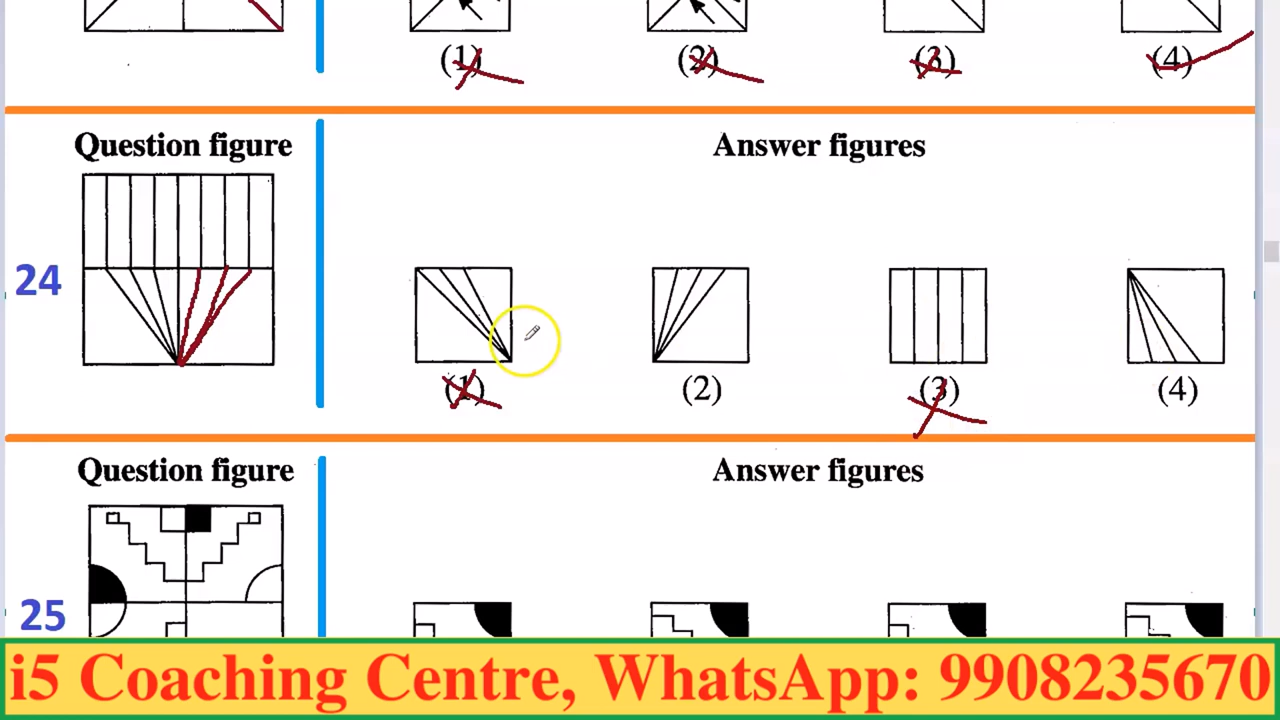 (1) (2) (3) (4)
Question figure Answer figures
24
(1) (2) (3) (4)
Question figure Answer figures
25
i5 Coaching Centre, WhatsApp: 9908235670